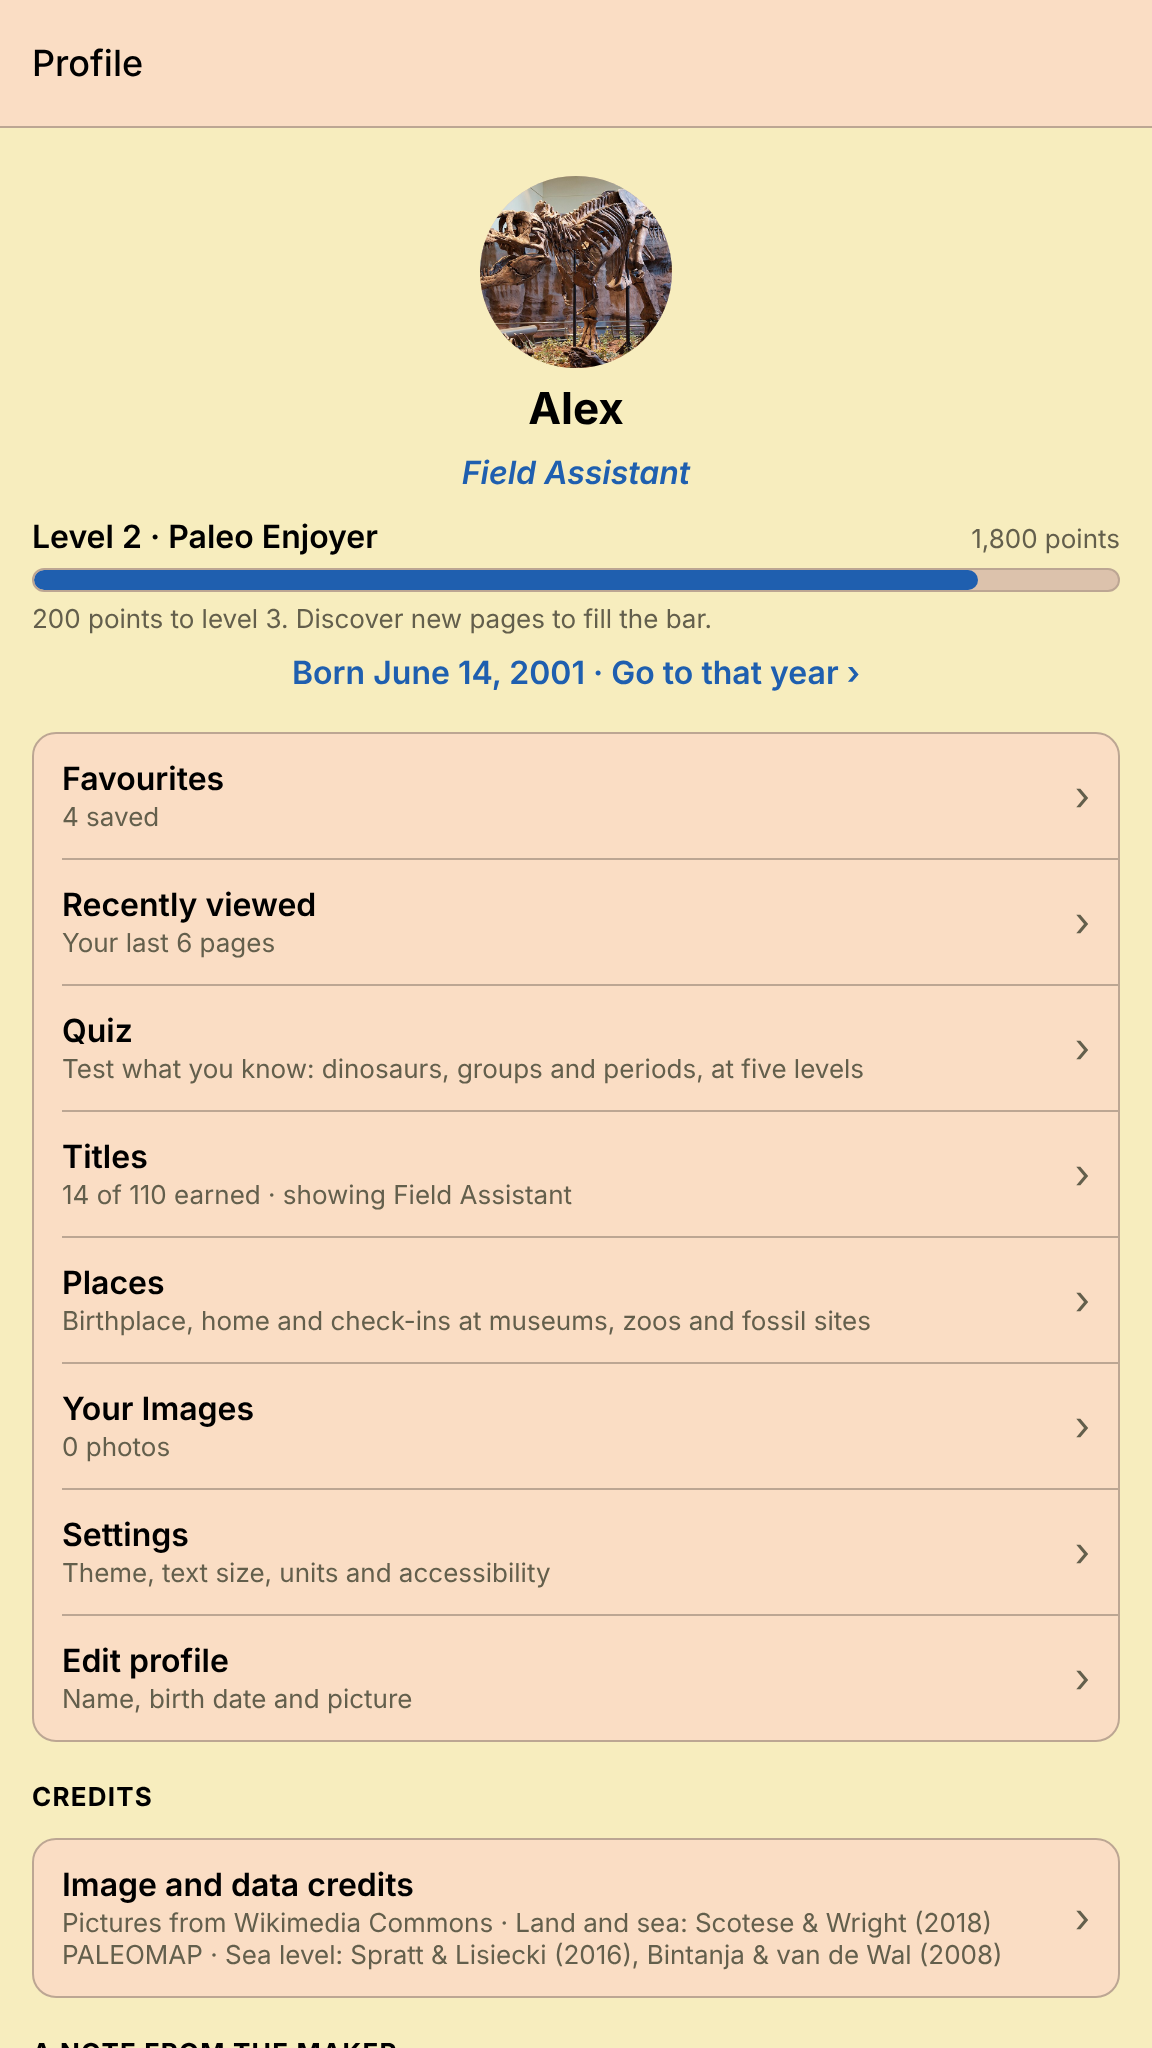 Profile
Alex
Field Assistant
Level 2 · Paleo Enjoyer
1,800 points
200 points to level 3. Discover new pages to fill the bar.
Born June 14, 2001 · Go to that year ›
Favourites
4 saved
Recently viewed
Your last 6 pages
Quiz
Test what you know: dinosaurs, groups and periods, at five levels
Titles
14 of 110 earned · showing Field Assistant
Places
Birthplace, home and check-ins at museums, zoos and fossil sites
Your Images
0 photos
Settings
Theme, text size, units and accessibility
Edit profile
Name, birth date and picture
CREDITS
Image and data credits
Pictures from Wikimedia Commons · Land and sea: Scotese & Wright (2018)
PALEOMAP · Sea level: Spratt & Lisiecki (2016), Bintanja & van de Wal (2008)
A NOTE FROM THE MAKER